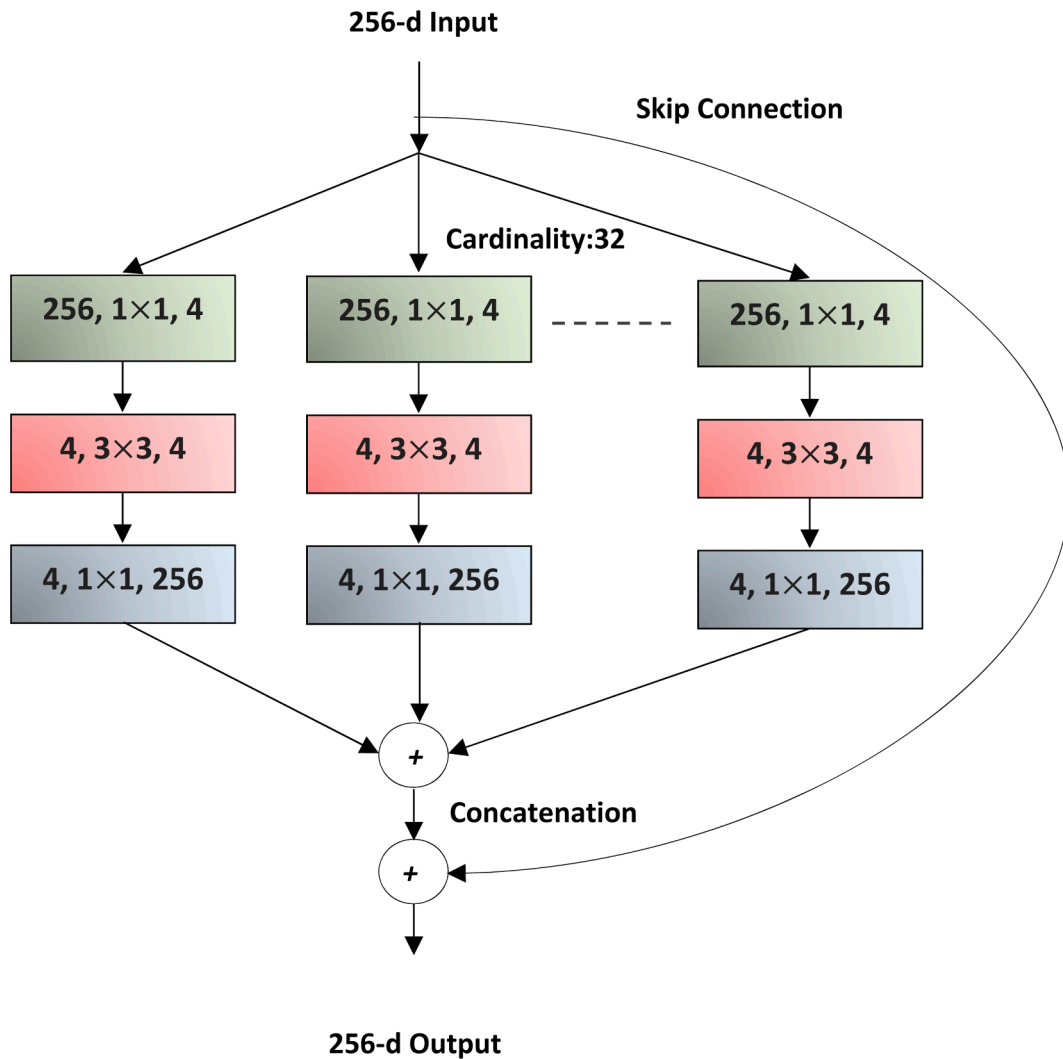 256-d Input
Skip Connection
Cardinality:32
256, 1×1, 4
256, 1×1, 4
256, 1×1, 4
4, 3×3, 4
4, 3×3, 4
4, 3×3, 4
4, 1×1, 256
4, 1×1, 256
4, 1×1, 256
+
Concatenation
+
256-d Output